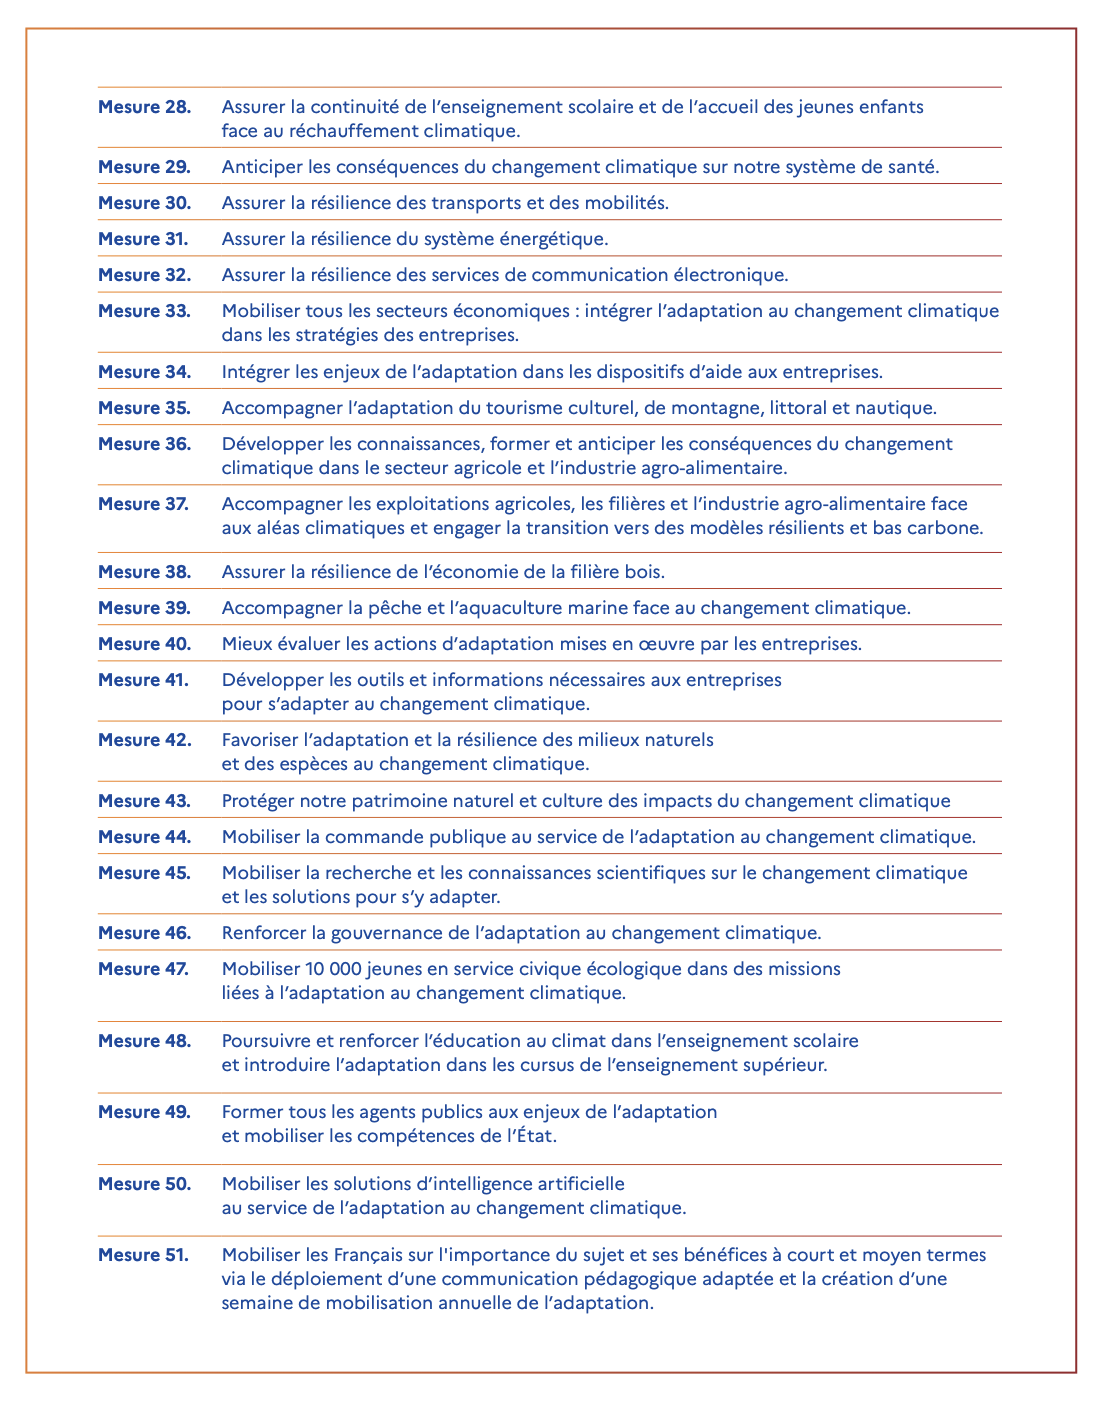 Mesure 28. Assurer la continuité de l’enseignement scolaire et de l’accueil des jeunes enfants
face au réchauffement climatique.
Mesure 29. Anticiper les conséquences du changement climatique sur notre système de santé.
Mesure 30. Assurer la résilience des transports et des mobilités.
Mesure 31. Assurer la résilience du système énergétique.
Mesure 32. Assurer la résilience des services de communication électronique.
Mesure 33. Mobiliser tous les secteurs économiques : intégrer l’adaptation au changement climatique
dans les stratégies des entreprises.
Mesure 34. Intégrer les enjeux de l’adaptation dans les dispositifs d’aide aux entreprises.
Mesure 35. Accompagner l’adaptation du tourisme culturel, de montagne, littoral et nautique.
Mesure 36. Développer les connaissances, former et anticiper les conséquences du changement
climatique dans le secteur agricole et l’industrie agro-alimentaire.
Mesure 37. Accompagner les exploitations agricoles, les filières et l’industrie agro-alimentaire face
aux aléas climatiques et engager la transition vers des modèles résilients et bas carbone.
Mesure 38. Assurer la résilience de l’économie de la filière bois.
Mesure 39. Accompagner la pêche et l’aquaculture marine face au changement climatique.
Mesure 40. Mieux évaluer les actions d’adaptation mises en œuvre par les entreprises.
Mesure 41. Développer les outils et informations nécessaires aux entreprises
pour s’adapter au changement climatique.
Mesure 42. Favoriser l’adaptation et la résilience des milieux naturels
et des espèces au changement climatique.
Mesure 43. Protéger notre patrimoine naturel et culture des impacts du changement climatique
Mesure 44. Mobiliser la commande publique au service de l’adaptation au changement climatique.
Mesure 45. Mobiliser la recherche et les connaissances scientifiques sur le changement climatique
et les solutions pour s’y adapter.
Mesure 46. Renforcer la gouvernance de l’adaptation au changement climatique.
Mesure 47. Mobiliser 10 000 jeunes en service civique écologique dans des missions
liées à l’adaptation au changement climatique.
Mesure 48. Poursuivre et renforcer l’éducation au climat dans l’enseignement scolaire
et introduire l’adaptation dans les cursus de l’enseignement supérieur.
Mesure 49. Former tous les agents publics aux enjeux de l’adaptation
et mobiliser les compétences de l’État.
Mesure 50. Mobiliser les solutions d’intelligence artificielle
au service de l’adaptation au changement climatique.
Mesure 51. Mobiliser les Français sur l'importance du sujet et ses bénéfices à court et moyen termes
via le déploiement d’une communication pédagogique adaptée et la création d’une
semaine de mobilisation annuelle de l’adaptation.